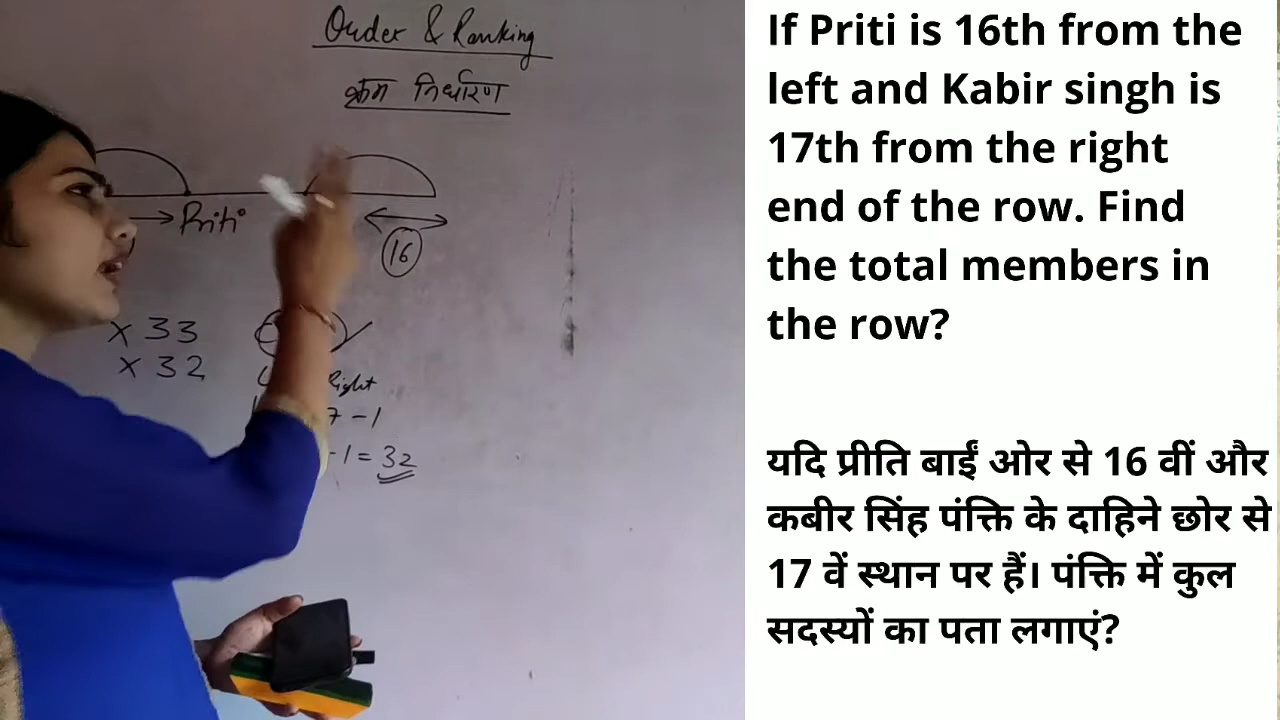 Order & Ranking
क्रम निर्धारण
Priti
16
x 33
x 32
Right
7 - 1
- 1 = 32
If Priti is 16th from the
left and Kabir singh is
17th from the right
end of the row. Find
the total members in
the row?
यदि प्रीति बाईं ओर से 16 वीं और
कबीर सिंह पंक्ति के दाहिने छोर से
17 वें स्थान पर हैं। पंक्ति में कुल
सदस्यों का पता लगाएं?